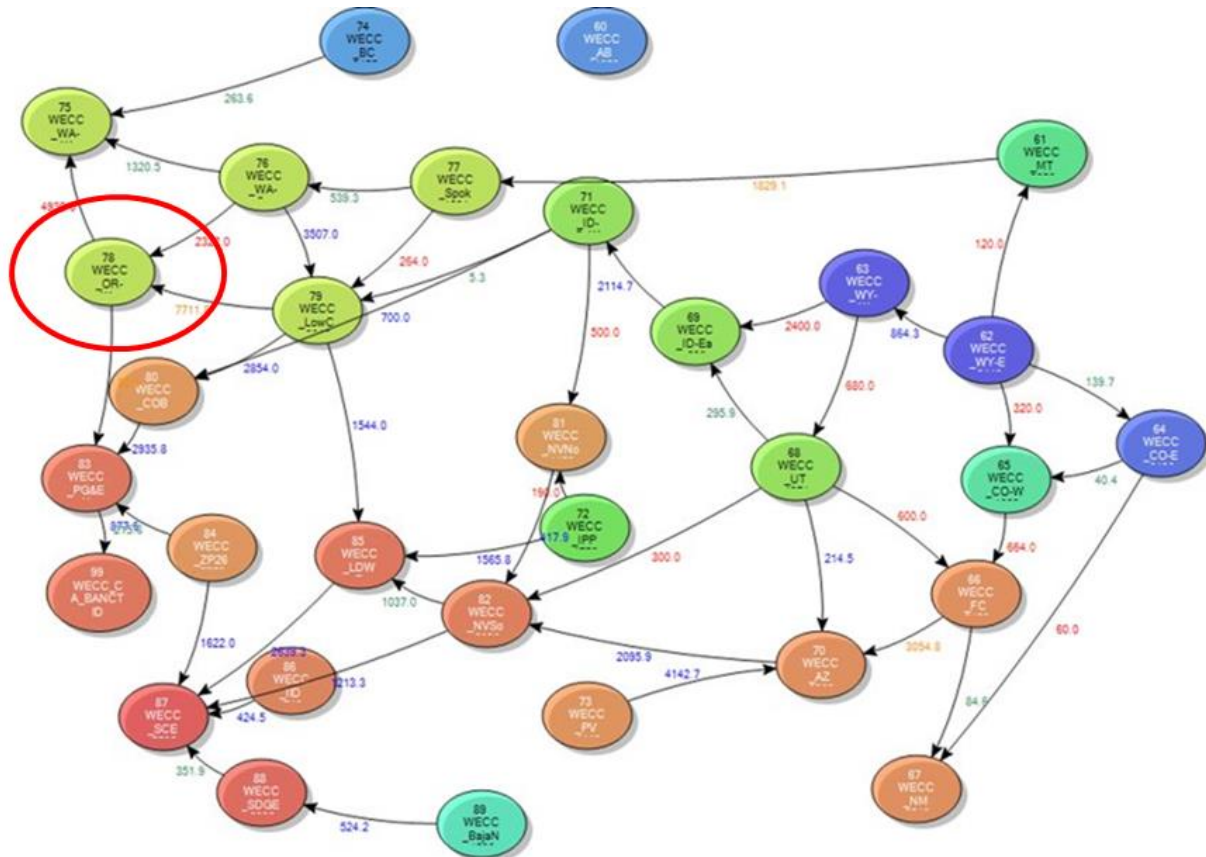 74
WECC
_BC
60
WECC
_AB
263.6
75
WECC
_WA-
1320.5
76
WECC
_WA-
539.3
77
WECC
_Spok
1829.1
61
WECC
_MT
71
WECC
_ID-
3507.0
264.0
5.3
120.0
78
WECC
_OR-
79
WECC
_LowC
700.0
2114.7
69
WECC
_ID-Ea
2400.0
63
WECC
_WY-
864.3
62
WECC
_WY-E
500.0
2854.0
80
WECC
_COB
680.0
139.7
295.9
320.0
1544.0
2935.8
81
WECC
_NVNo
64
WECC
_CO-E
83
WECC
_PG&E
68
WECC
_UT
65
WECC
_CO-W
40.4
190.0
84
WECC
_ZP26
72
WECC
_IPP
417.9
85
WECC
_LDW
1565.8
300.0
214.5
600.0
664.0
99
WECC_C
A_BANCT
ID
1037.0
82
WECC
_NVSo
66
WECC
_FC
1622.0
60.0
2095.9
3054.8
70
WECC
_AZ
4142.7
86
WECC
_IID
1213.3
424.5
87
WECC
_SCE
73
WECC
_PV
84.6
351.9
88
WECC
_SDGE
524.2
89
WECC
_BajaN
67
WECC
_NM